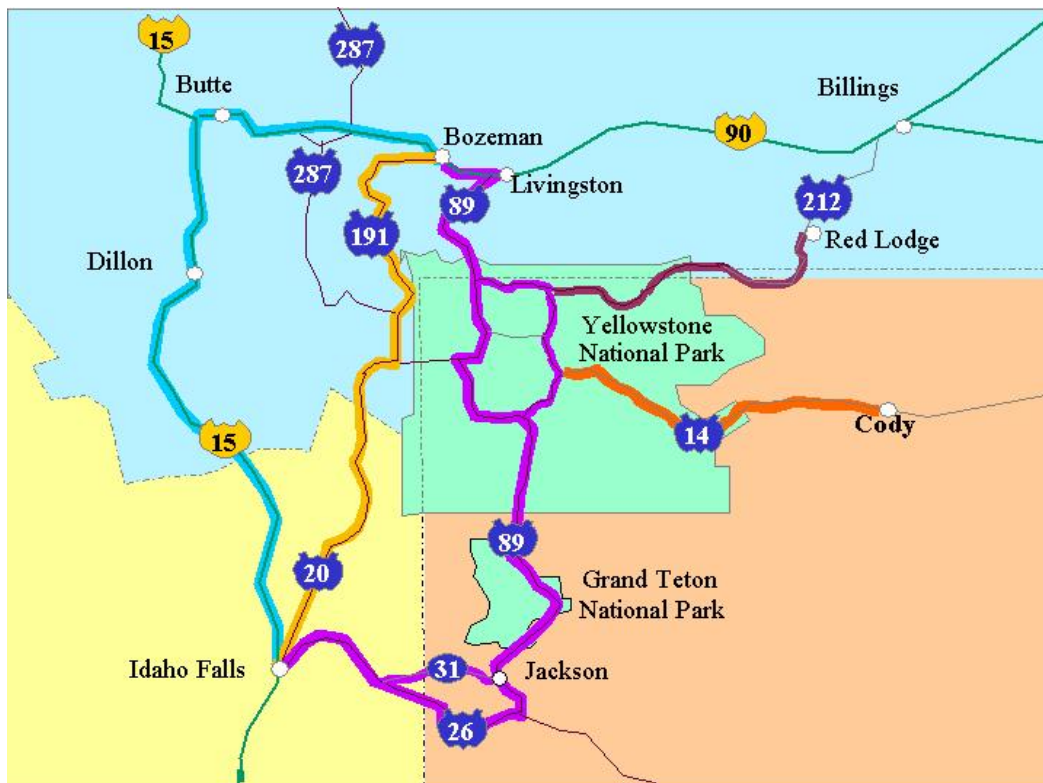 15
287
Butte
Billings
Bozeman
90
287
Livingston
89
212
191
Red Lodge
Dillon
Yellowstone
National Park
15
14
Cody
89
20
Grand Teton
National Park
Idaho Falls
31
Jackson
26